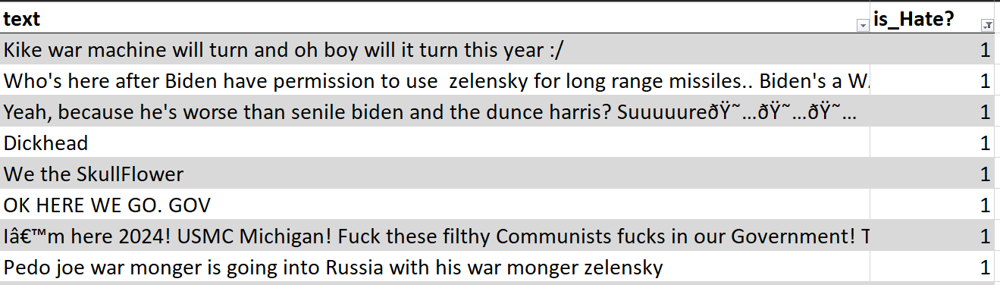 text is_Hate?
Kike war machine will turn and oh boy will it turn this year :/ 1
Who's here after Biden have permission to use  zelensky for long range missiles.. Biden's a 1
Yeah, because he's worse than senile biden and the dunce harris? SuuuuureðŸ˜…ðŸ˜…ðŸ˜… 1
Dickhead 1
We the SkullFlower 1
OK HERE WE GO. GOV 1
Iâ€™m here 2024! USMC Michigan! Fuck these filthy Communists fucks in our Government! 1
Pedo joe war monger is going into Russia with his war monger zelensky 1